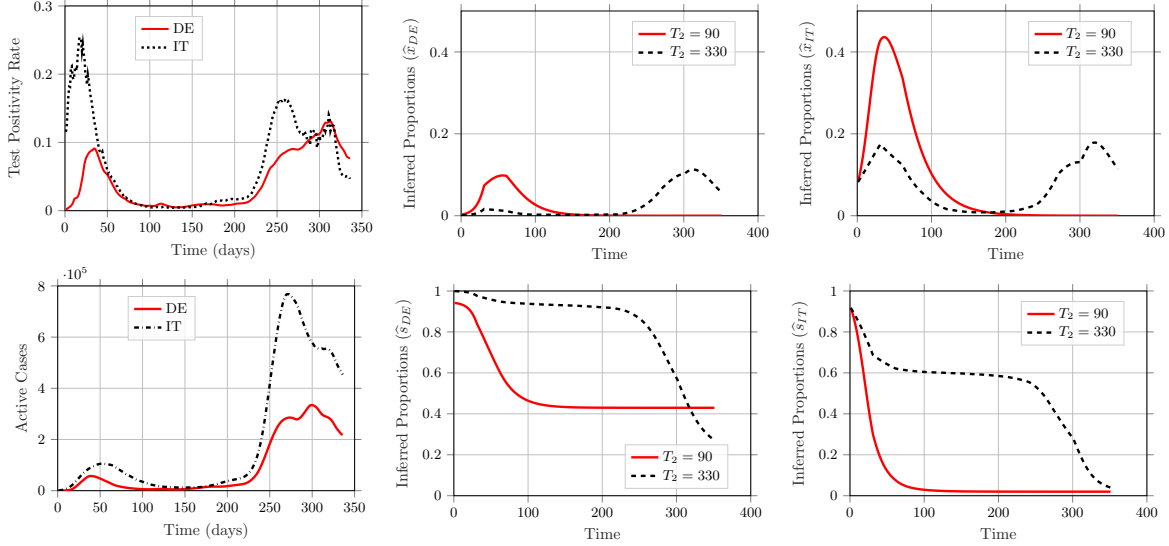 Test Positivity Rate
0.3
0.2
0.1
0
DE
IT
0 50 100 150 200 250 300 350
Time (days)
Inferred Proportions (x̂_DE)
0.4
0.2
0
T₂ = 90
T₂ = 330
0 100 200 300 400
Time
Inferred Proportions (x̂_IT)
0.4
0.2
0
T₂ = 90
T₂ = 330
0 100 200 300 400
Time
·10⁵
Active Cases
8
6
4
2
0
DE
IT
0 50 100 150 200 250 300 350
Time (days)
Inferred Proportions (ŝ_DE)
1
0.8
0.6
0.4
0.2
0
T₂ = 90
T₂ = 330
0 100 200 300 400
Time
Inferred Proportions (ŝ_IT)
1
0.8
0.6
0.4
0.2
0
T₂ = 90
T₂ = 330
0 100 200 300 400
Time